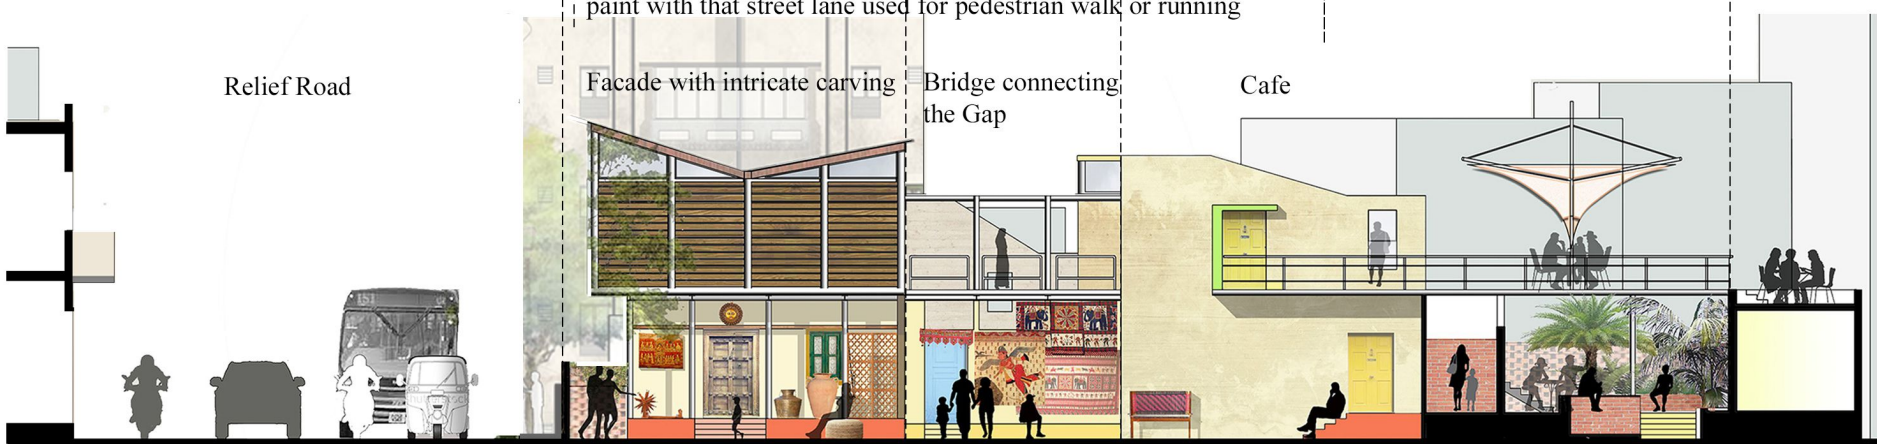 paint with that street lane used for pedestrian walk or running
Relief Road
Facade with intricate carving
Bridge connecting
the Gap
Cafe
151